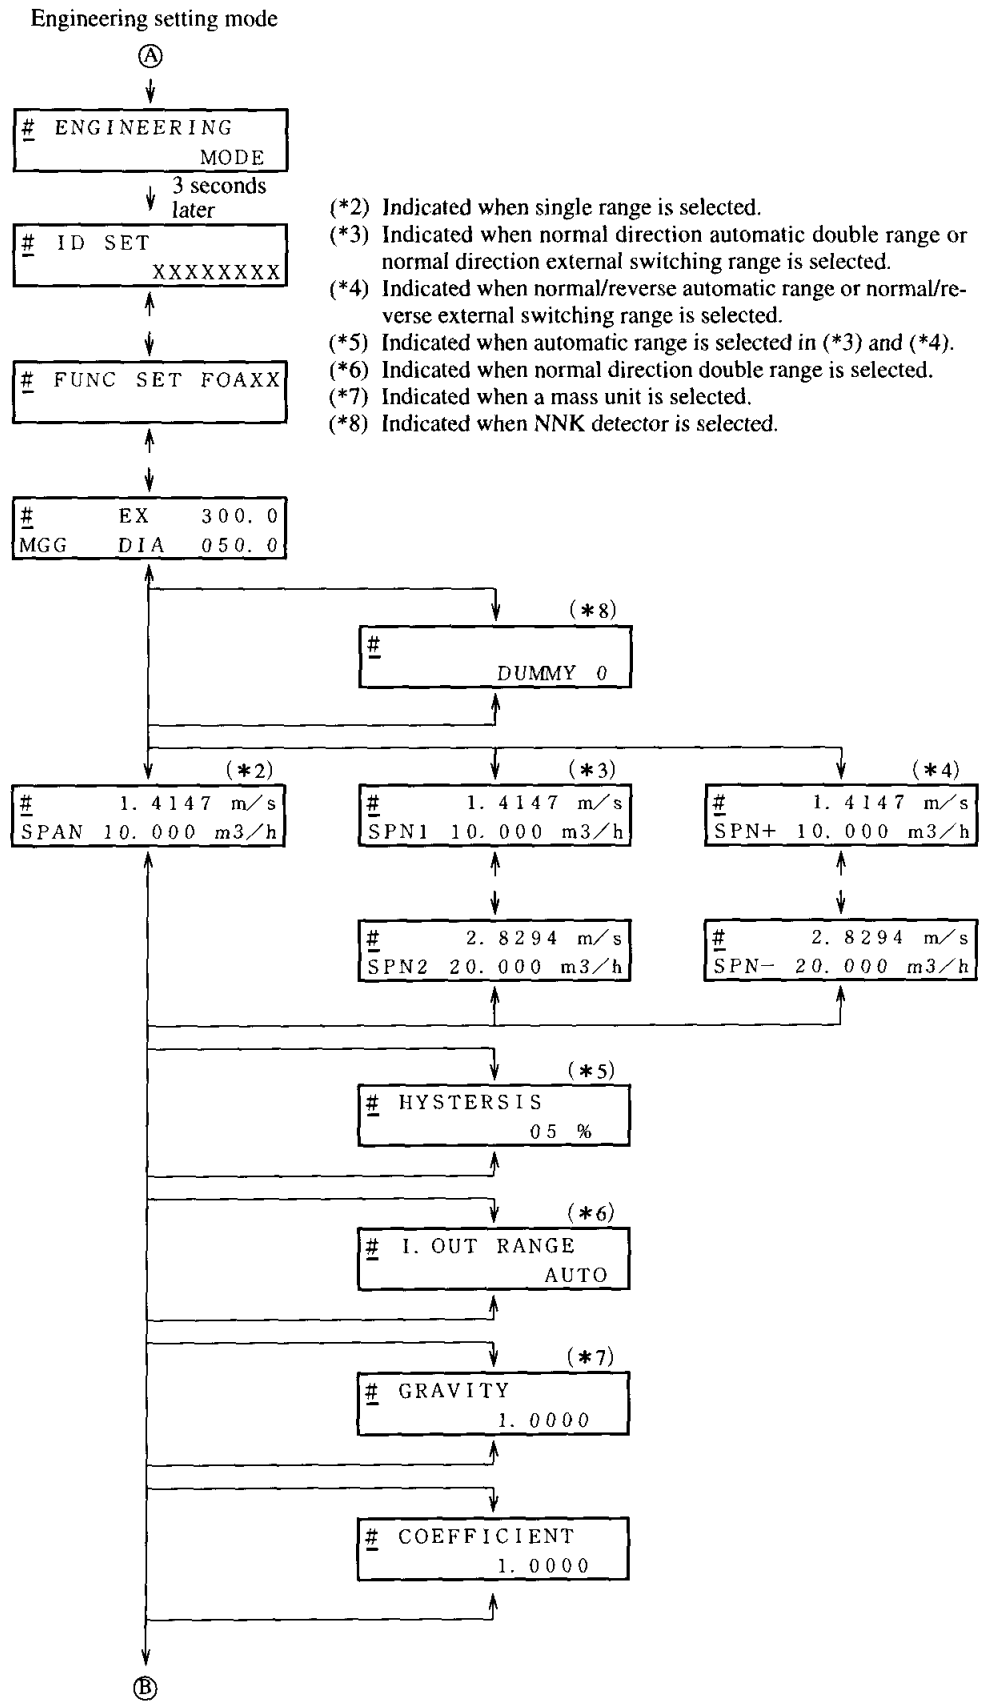 Engineering setting mode
Ⓐ
# ENGINEERING
MODE
3 seconds
later
# ID SET
XXXXXXXX
(*2) Indicated when single range is selected.
(*3) Indicated when normal direction automatic double range or
normal direction external switching range is selected.
(*4) Indicated when normal/reverse automatic range or normal/re-
verse external switching range is selected.
(*5) Indicated when automatic range is selected in (*3) and (*4).
(*6) Indicated when normal direction double range is selected.
(*7) Indicated when a mass unit is selected.
(*8) Indicated when NNK detector is selected.
# FUNC SET FOAXX
# EX 300.0
MGG DIA 050.0
(*8)
#
DUMMY 0
(*2)
# 1.4147 m/s
SPAN 10.000 m3/h
(*3)
# 1.4147 m/s
SPN1 10.000 m3/h
(*4)
# 1.4147 m/s
SPN+ 10.000 m3/h
# 2.8294 m/s
SPN2 20.000 m3/h
# 2.8294 m/s
SPN- 20.000 m3/h
(*5)
# HYSTERSIS
05 %
(*6)
# I.OUT RANGE
AUTO
(*7)
# GRAVITY
1.0000
# COEFFICIENT
1.0000
Ⓑ